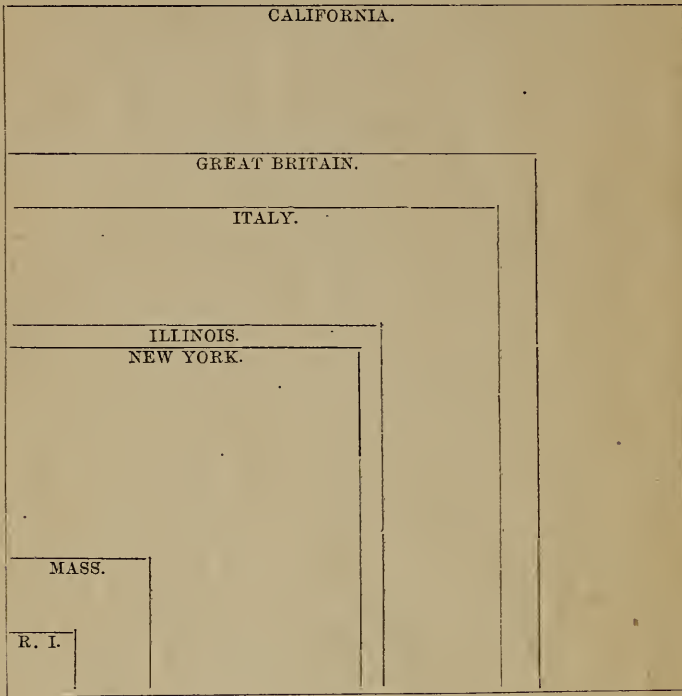 CALIFORNIA.
GREAT BRITAIN.
ITALY.
ILLINOIS.
NEW YORK.
MASS.
R. I.